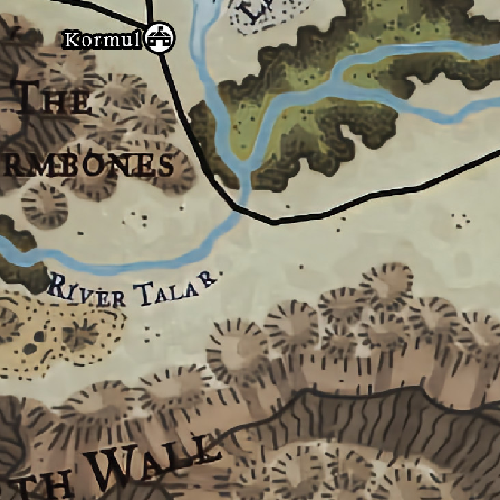 Kormul
THE
RMBONES
RIVER TALAR
TH WALL